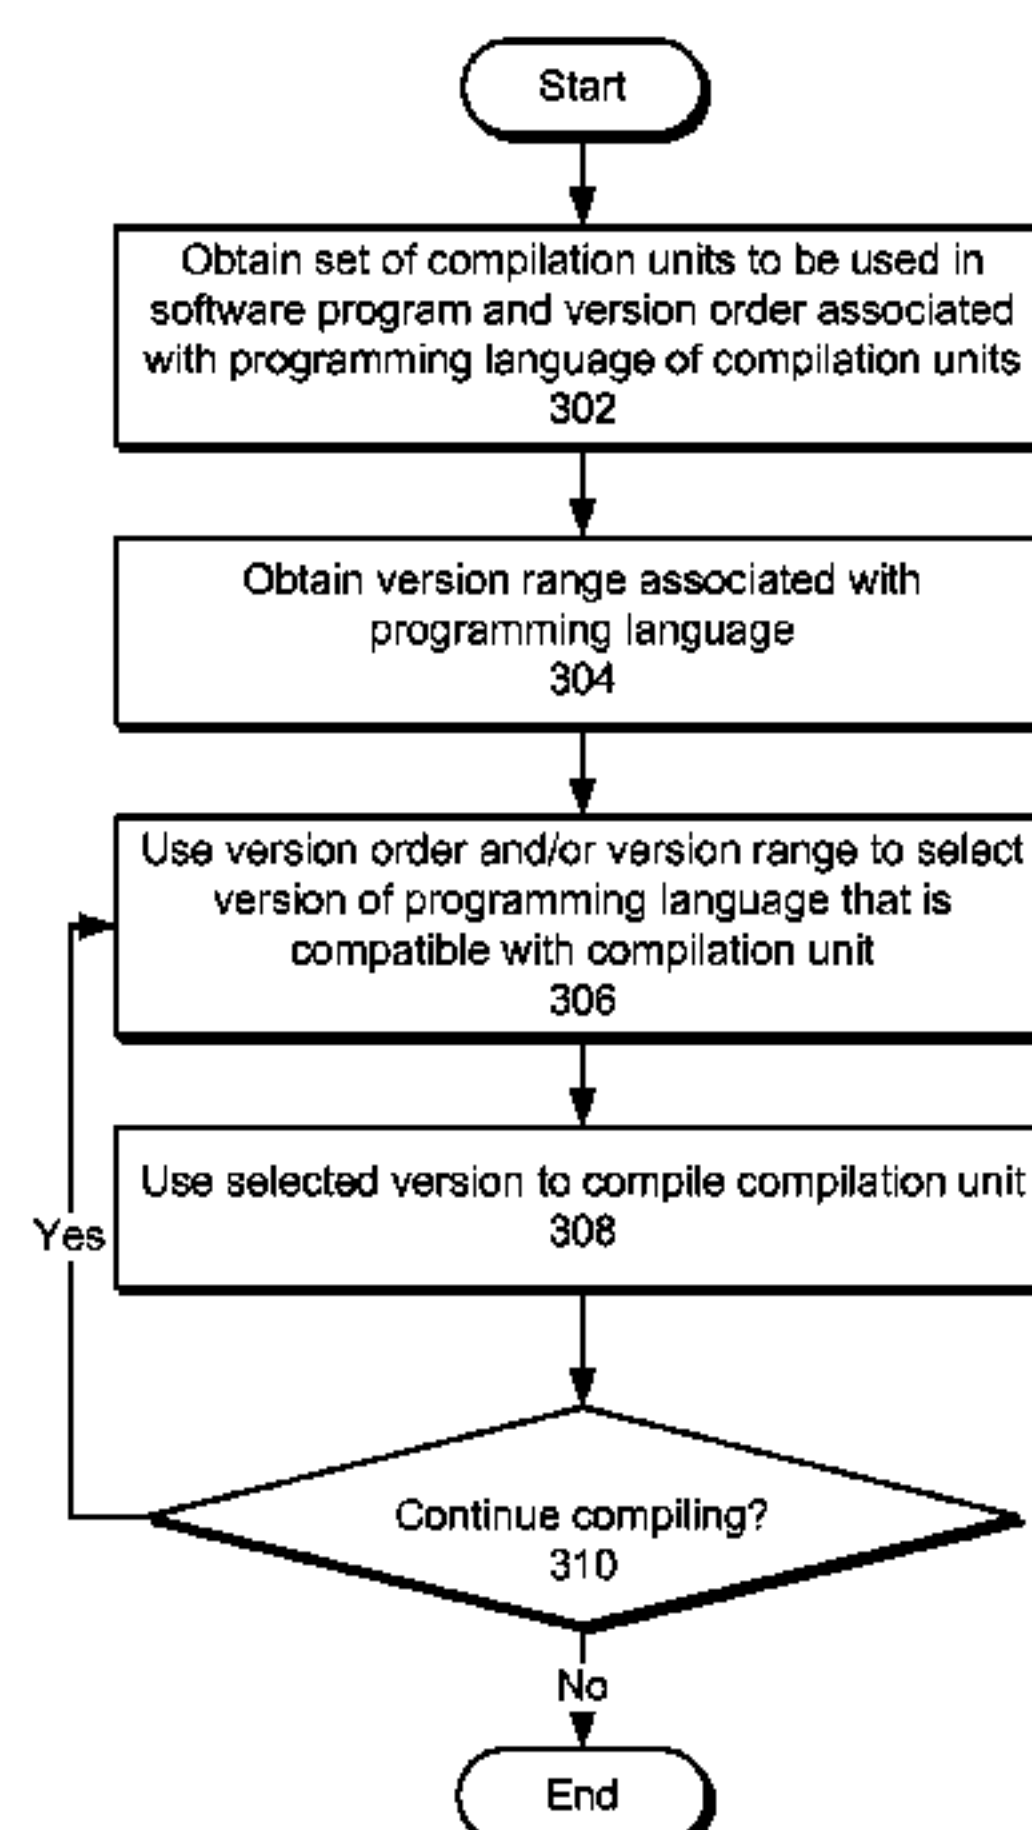 Start
Obtain set of compilation units to be used in
software program and version order associated
with programming language of compilation units
302
Obtain version range associated with
programming language
304
Use version order and/or version range to select
version of programming language that is
compatible with compilation unit
306
Use selected version to compile compilation unit
308
Yes
Continue compiling?
310
No
End